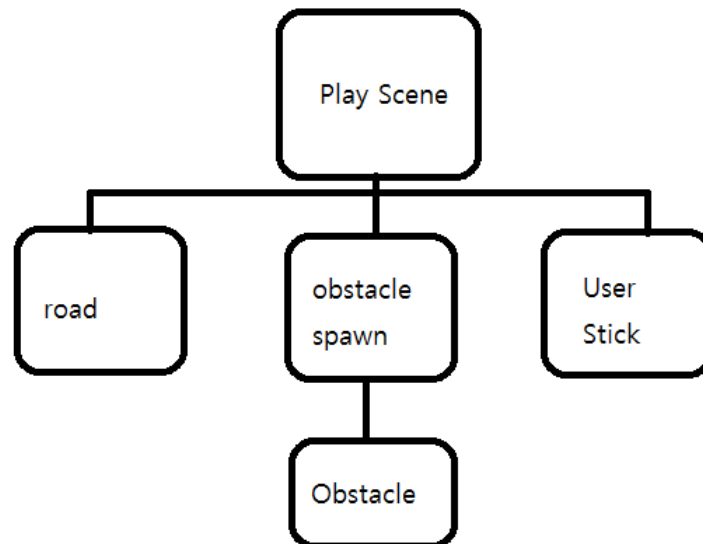 Play Scene
road
obstacle
spawn
User
Stick
Obstacle